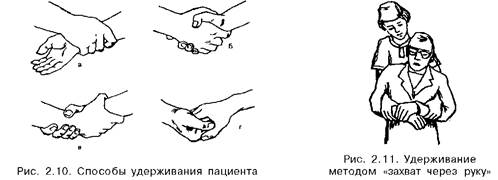 а
Б
в
г
Рис. 2.10. Способы удерживания пациента
Рис. 2.11. Удерживание
методом «захват через руку»